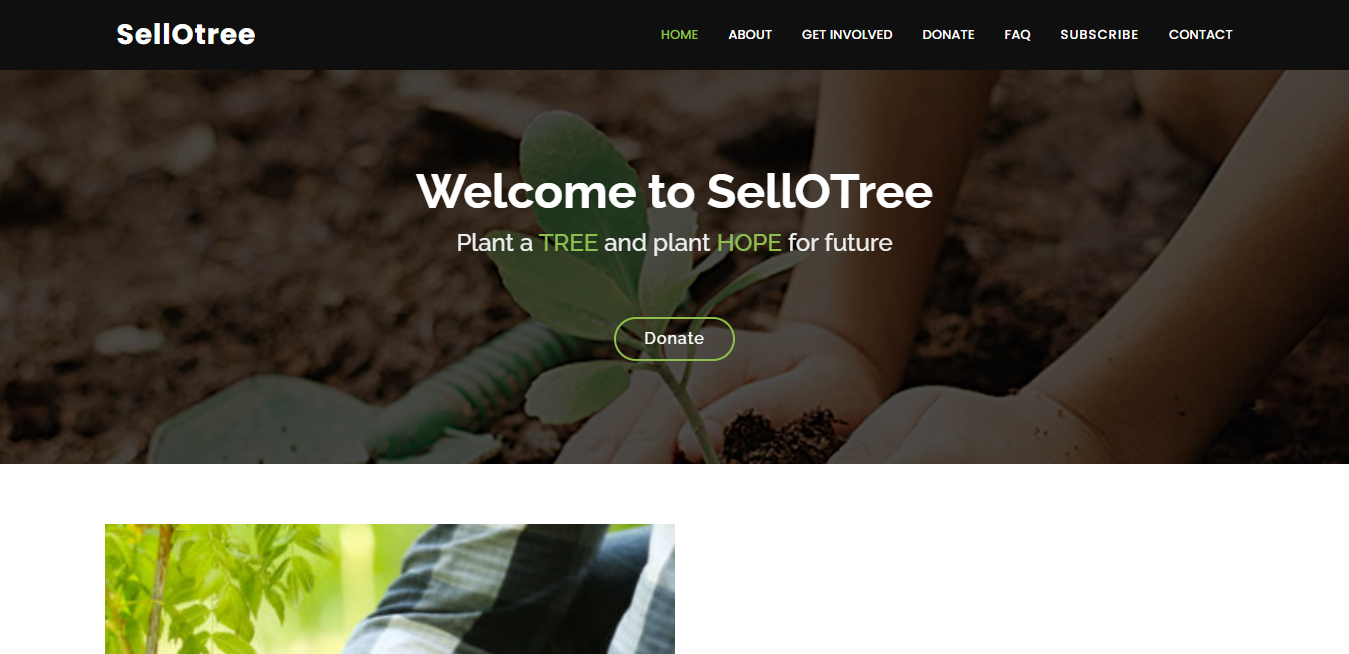 SellOtree
HOME ABOUT GET INVOLVED DONATE FAQ SUBSCRIBE CONTACT
Welcome to SellOTree
Plant a TREE and plant HOPE for future
Donate